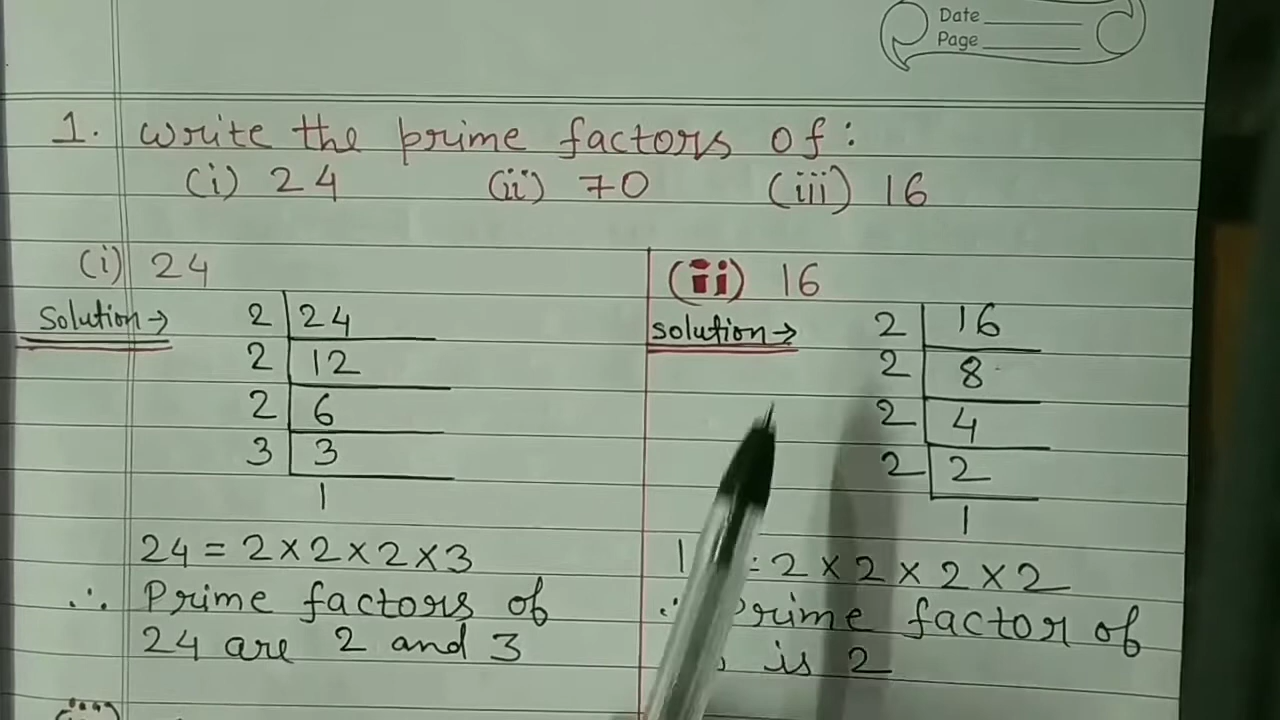 Date
Page
1. Write the prime factors of:
(i) 24 (ii) 70 (iii) 16
(i) 24
Solution→
2 | 24
2 | 12
2 | 6
3 | 3
1
24 = 2×2×2×3
∴ Prime factors of
24 are 2 and 3
(ii) 16
solution→
2 | 16
2 | 8
2 | 4
2 | 2
1
2×2×2×2
factor of
is 2